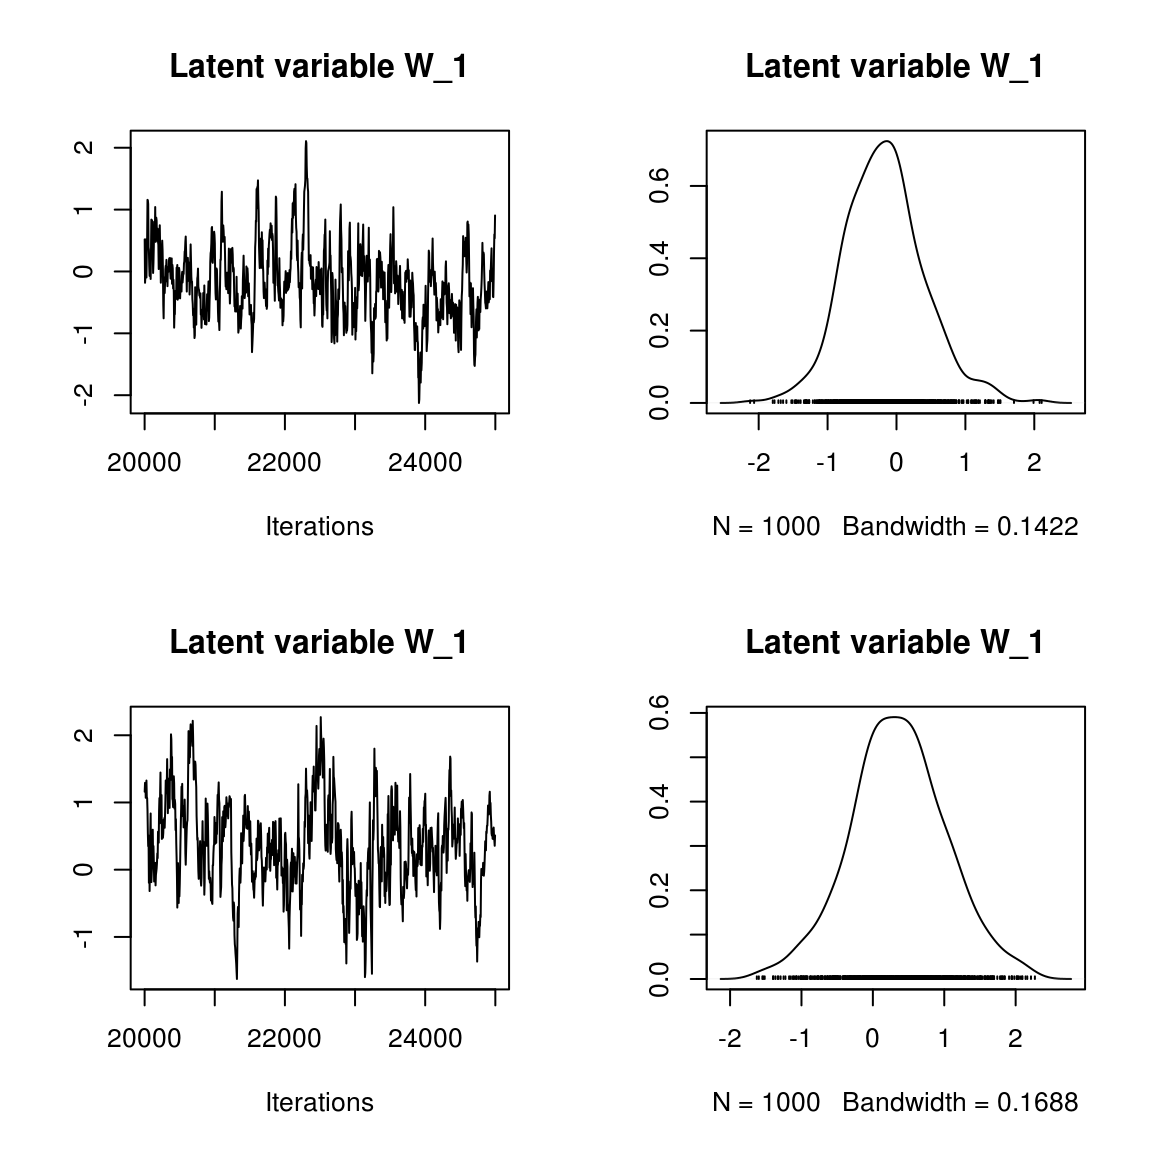 Latent variable W_1
2
1
0
-1
-2
20000 22000 24000
Iterations
Latent variable W_1
0.6
0.4
0.2
0.0
-2 -1 0 1 2
N = 1000 Bandwidth = 0.1422
Latent variable W_1
2
1
0
-1
20000 22000 24000
Iterations
Latent variable W_1
0.6
0.4
0.2
0.0
-2 -1 0 1 2
N = 1000 Bandwidth = 0.1688